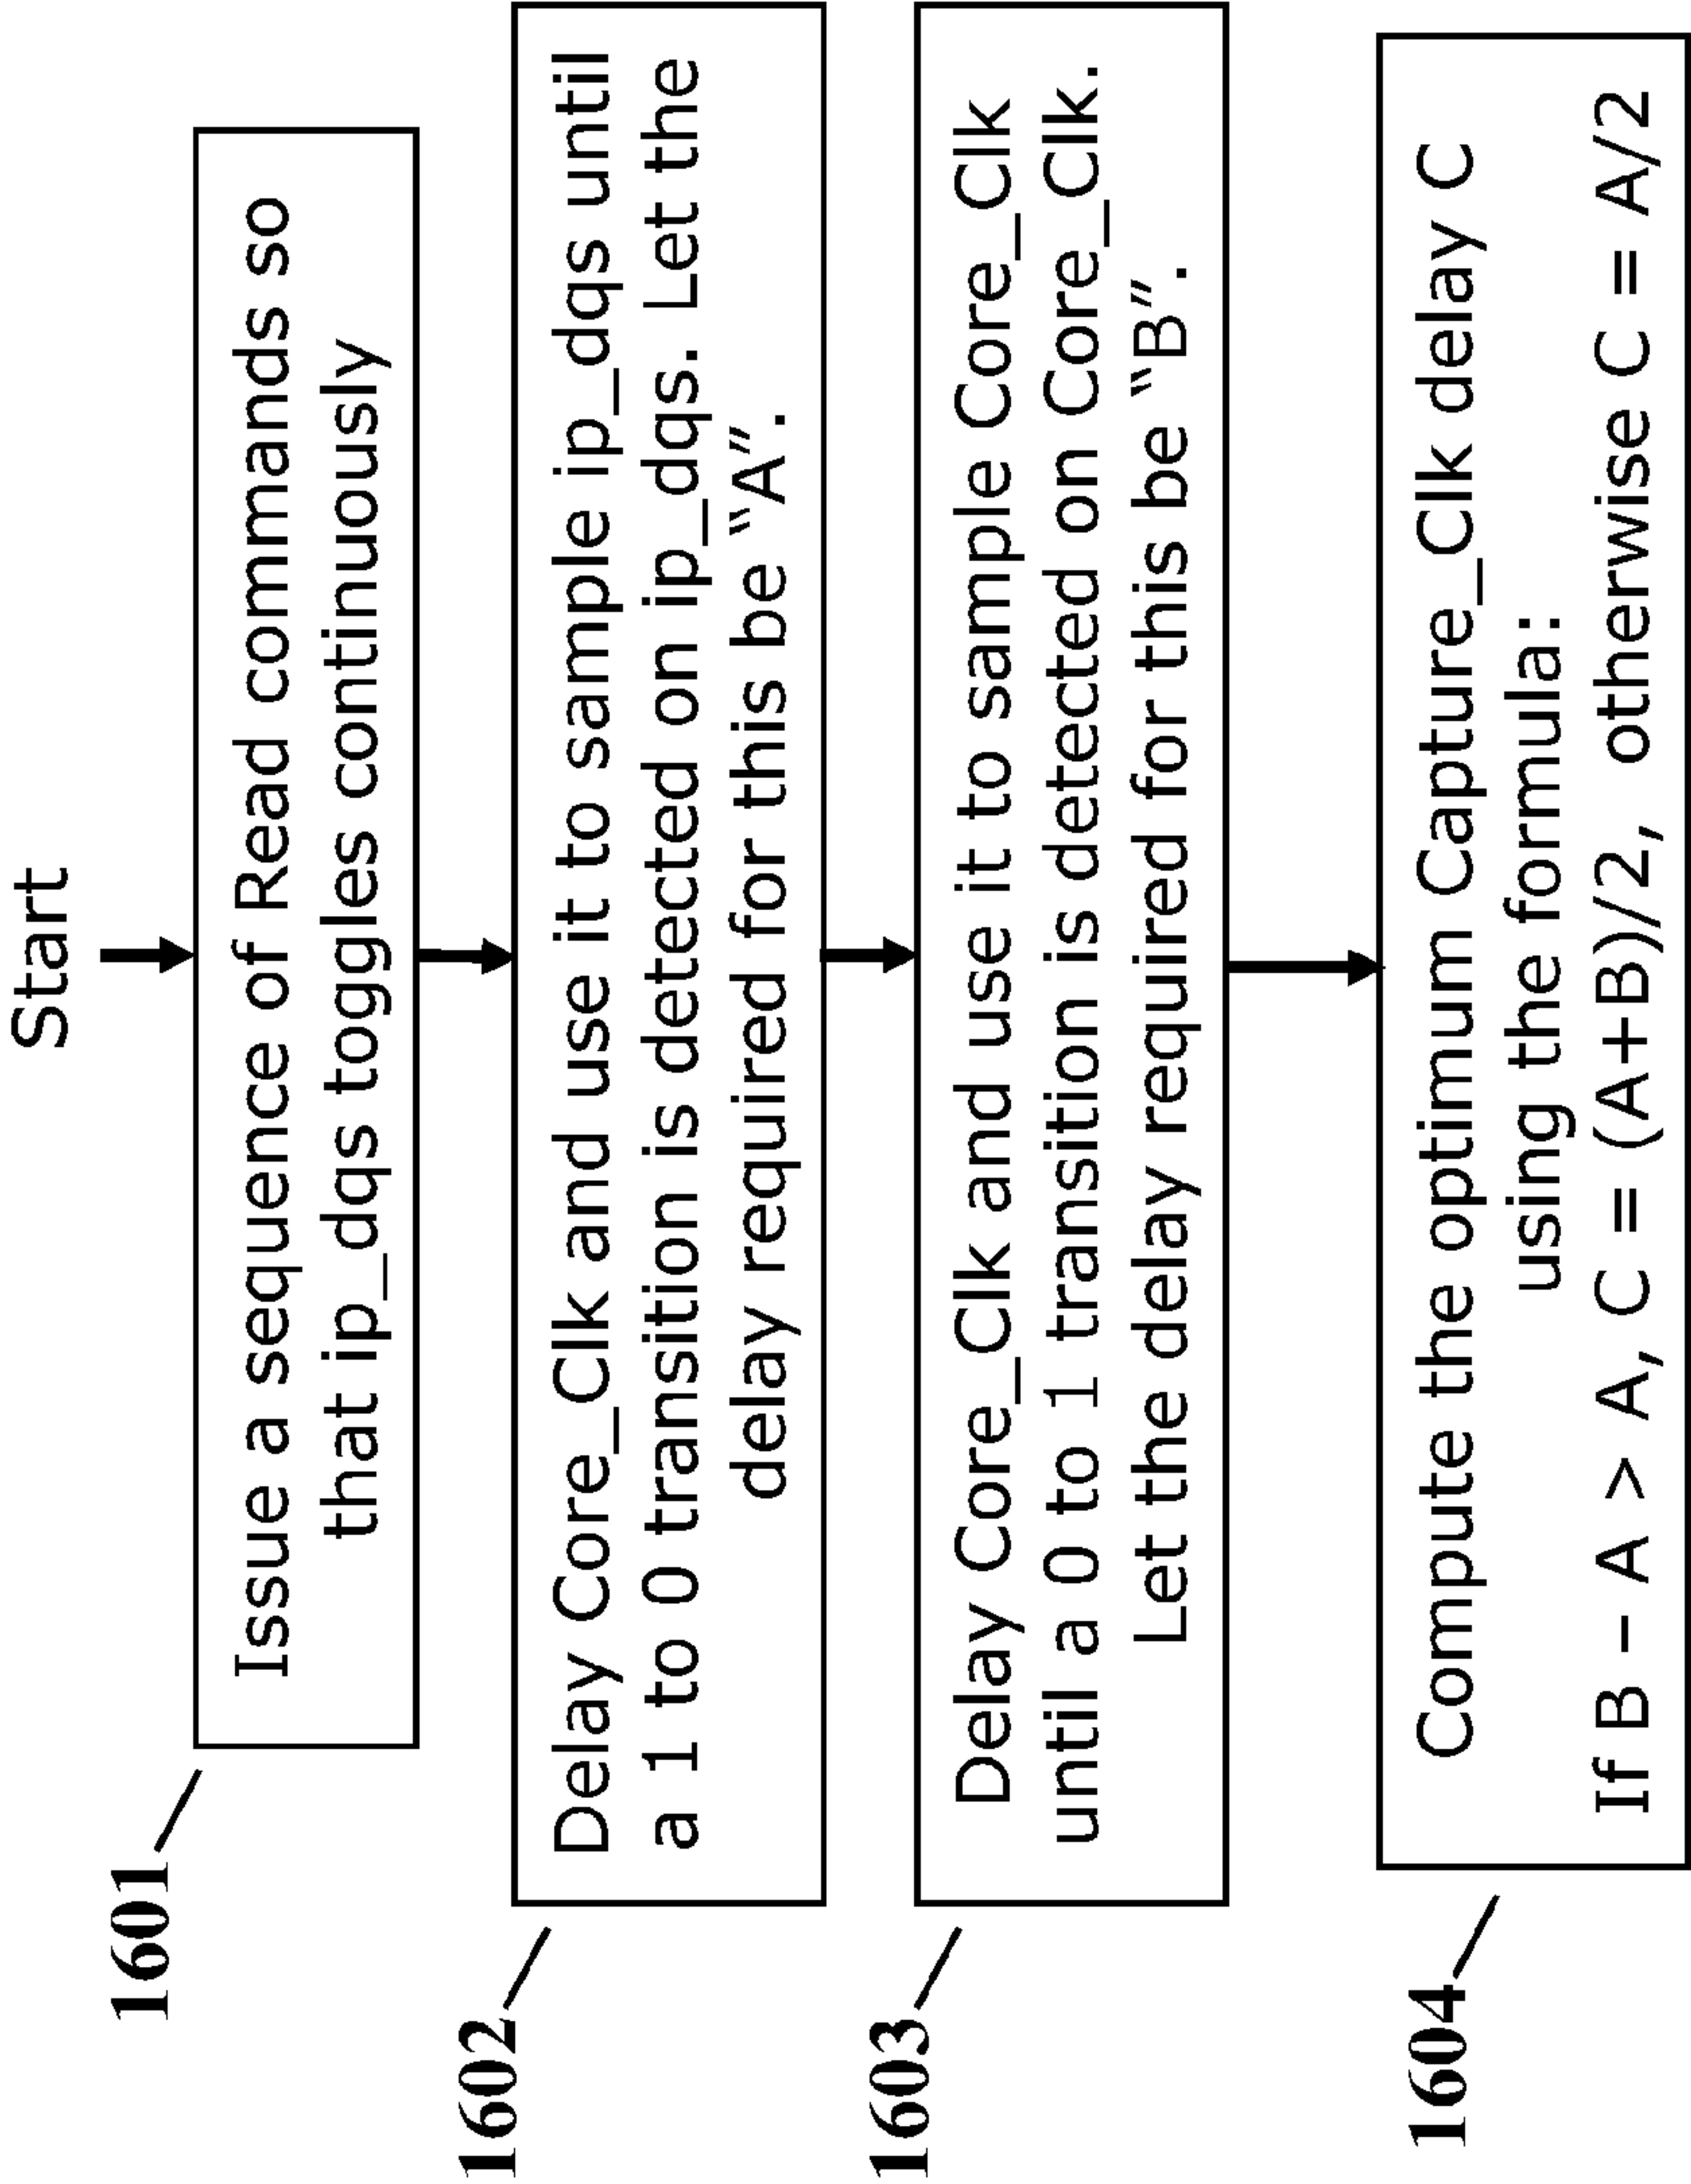 Start
1601
Issue a sequence of Read commands so
that ip_dqs toggles continuously
1602
Delay Core_Clk and use it to sample ip_dqs until
a 1 to 0 transition is detected on ip_dqs. Let the
delay required for this be “A”.
1603
Delay Core_Clk and use it to sample Core_Clk
until a 0 to 1 transition is detected on Core_Clk.
Let the delay required for this be “B”.
1604
Compute the optimum Capture_Clk delay C
using the formula:
If B – A > A, C = (A+B)/2, otherwise C = A/2